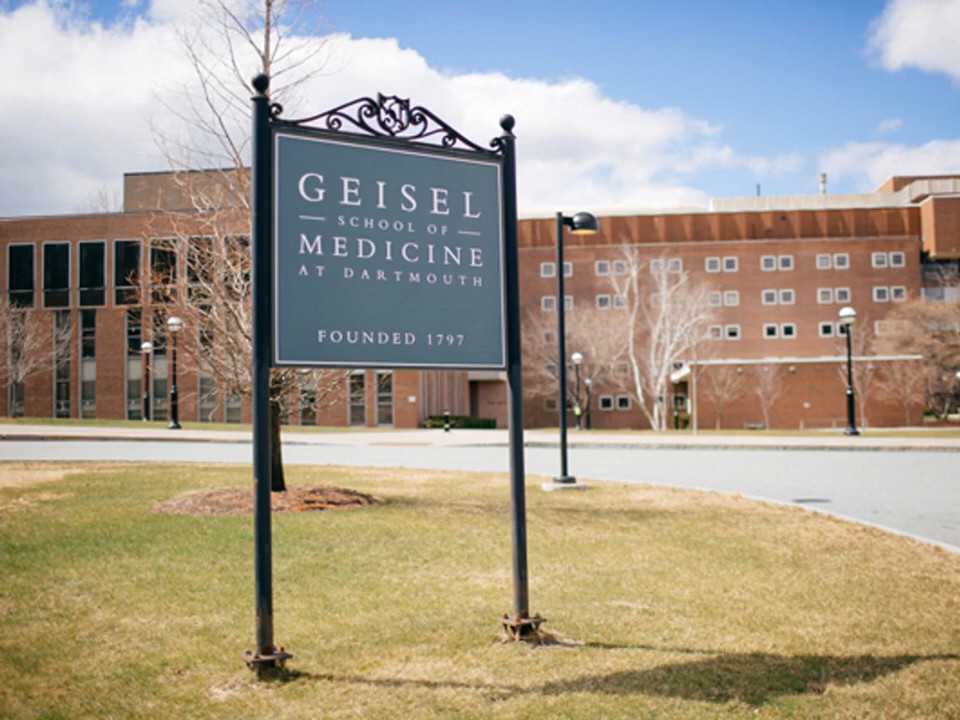 GEISEL
SCHOOL OF
MEDICINE
AT DARTMOUTH
FOUNDED 1797